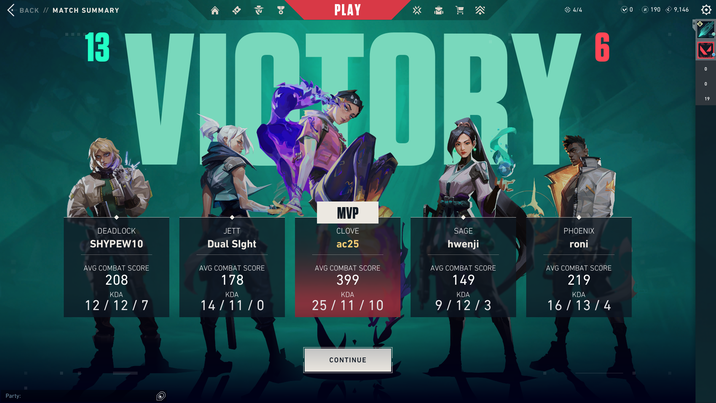 BACK // MATCH SUMMARY
PLAY
4/4
0
190
9,146
13
VICTORY
6
0
0
19
MVP
DEADLOCK
SHYPEW10
AVG COMBAT SCORE
208
KDA
12 / 12 / 7
JETT
Dual SIght
AVG COMBAT SCORE
178
KDA
14 / 11 / 0
CLOVE
ac25
AVG COMBAT SCORE
399
KDA
25 / 11 / 10
SAGE
hwenji
AVG COMBAT SCORE
149
KDA
9 / 12 / 3
PHOENIX
roni
AVG COMBAT SCORE
219
KDA
16 / 13 / 4
CONTINUE
Party: